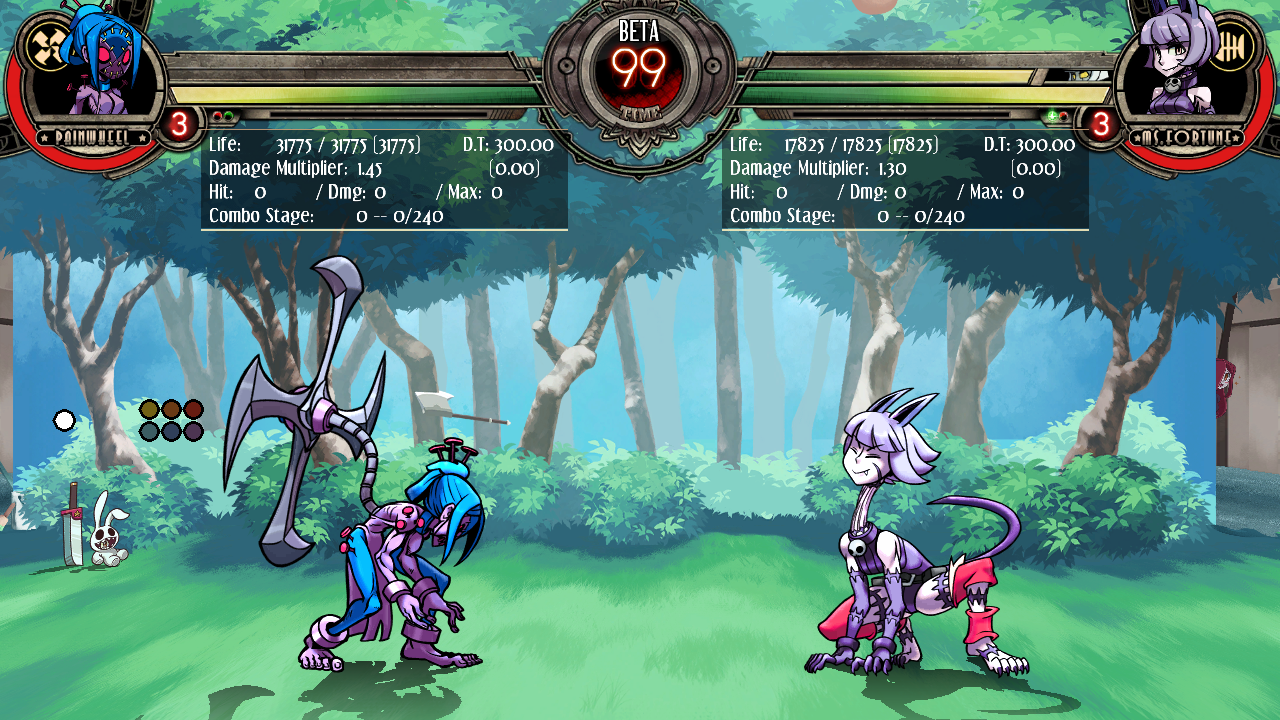 BETA
99
TIME
PAINWHEEL
3
3
MS. FORTUNE
Life: 31775 / 31775 (31775) D.T: 300.00
Damage Multiplier: 1.45 (0.00)
Hit: 0 / Dmg: 0 / Max: 0
Combo Stage: 0 -- 0/240
Life: 17825 / 17825 (17825) D.T: 300.00
Damage Multiplier: 1.30 (0.00)
Hit: 0 / Dmg: 0 / Max: 0
Combo Stage: 0 -- 0/240